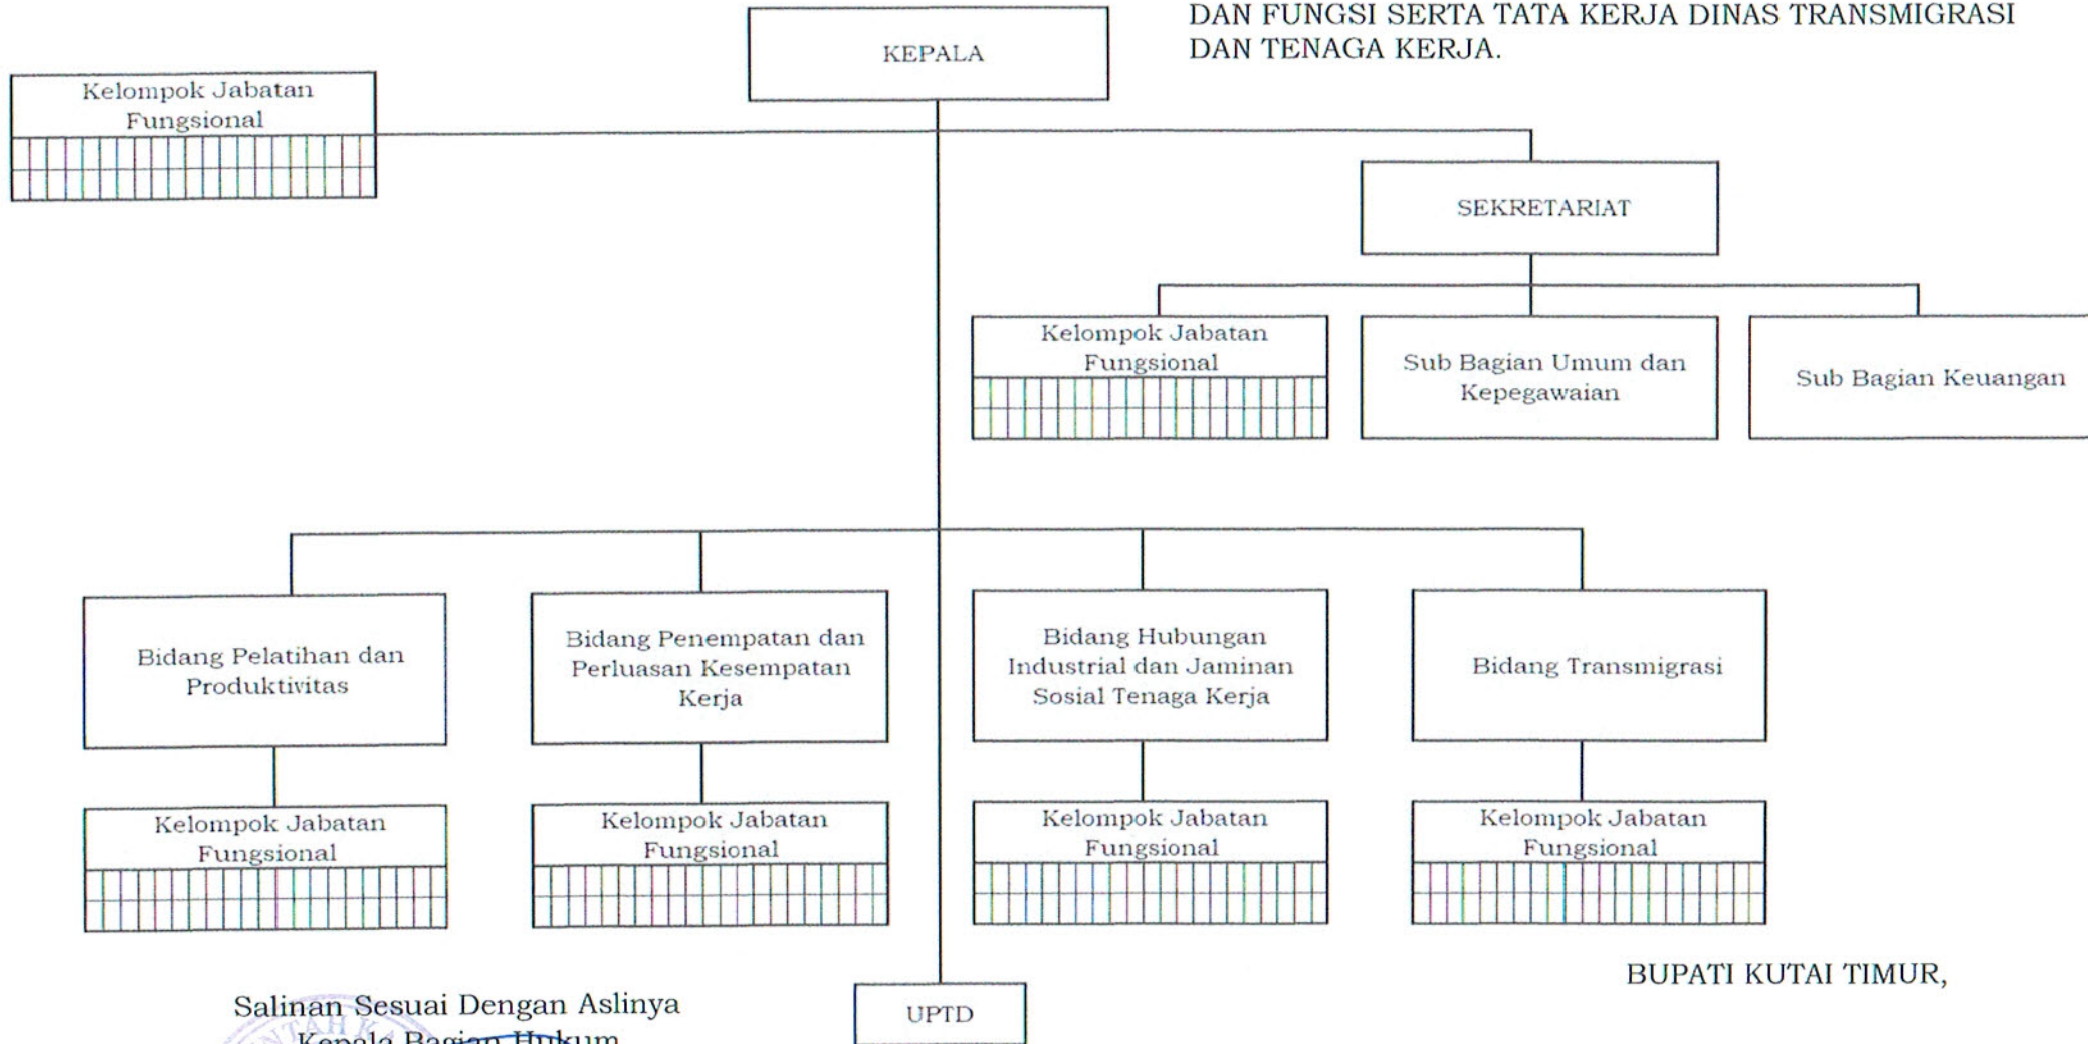 DAN FUNGSI SERTA TATA KERJA DINAS TRANSMIGRASI
DAN TENAGA KERJA.
KEPALA
Kelompok Jabatan
Fungsional
SEKRETARIAT
Kelompok Jabatan
Fungsional
Sub Bagian Umum dan
Kepegawaian
Sub Bagian Keuangan
Bidang Pelatihan dan
Produktivitas
Bidang Penempatan dan
Perluasan Kesempatan
Kerja
Bidang Hubungan
Industrial dan Jaminan
Sosial Tenaga Kerja
Bidang Transmigrasi
Kelompok Jabatan
Fungsional
Kelompok Jabatan
Fungsional
Kelompok Jabatan
Fungsional
Kelompok Jabatan
Fungsional
BUPATI KUTAI TIMUR,
Salinan Sesuai Dengan Aslinya
Kepala Bagian Hukum
UPTD